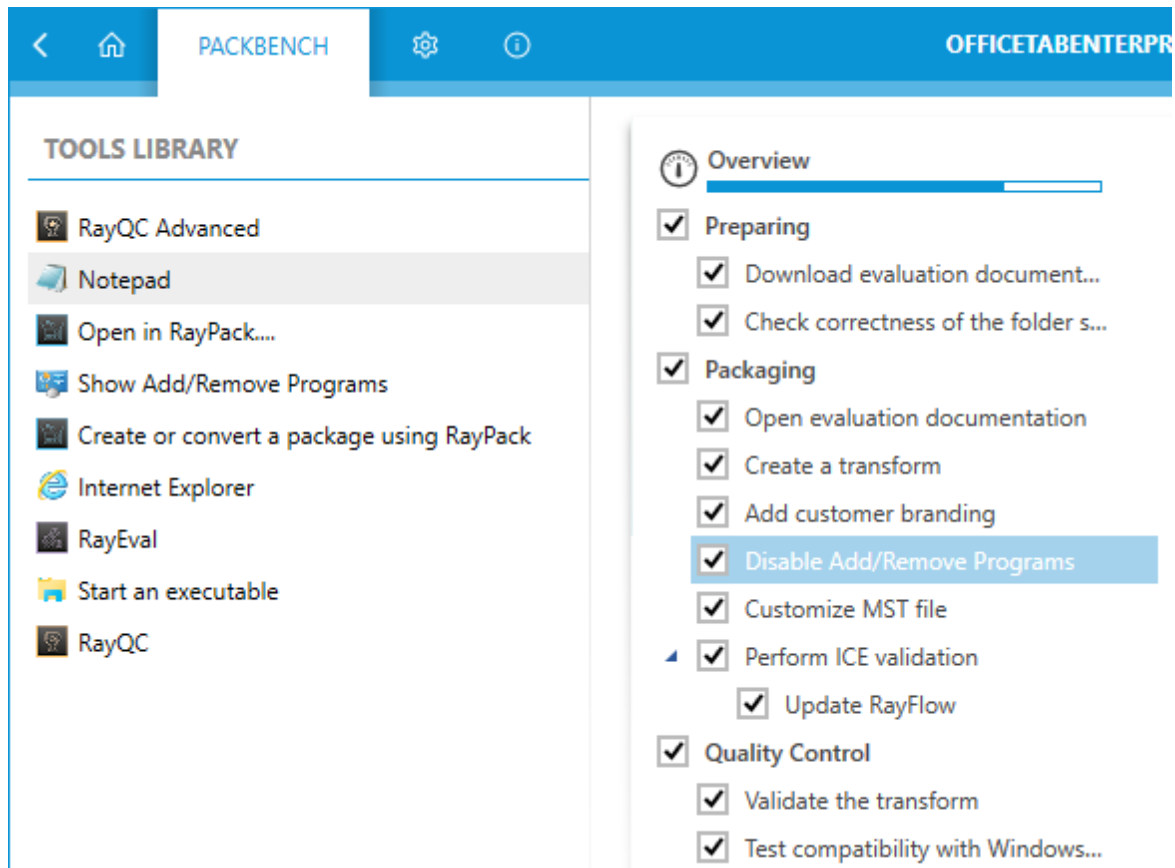 PACKBENCH
OFFICETABENTERPR
TOOLS LIBRARY
RayQC Advanced
Notepad
Open in RayPack....
Show Add/Remove Programs
Create or convert a package using RayPack
Internet Explorer
RayEval
Start an executable
RayQC
Overview
Preparing
Download evaluation document...
Check correctness of the folder s...
Packaging
Open evaluation documentation
Create a transform
Add customer branding
Disable Add/Remove Programs
Customize MST file
Perform ICE validation
Update RayFlow
Quality Control
Validate the transform
Test compatibility with Windows...